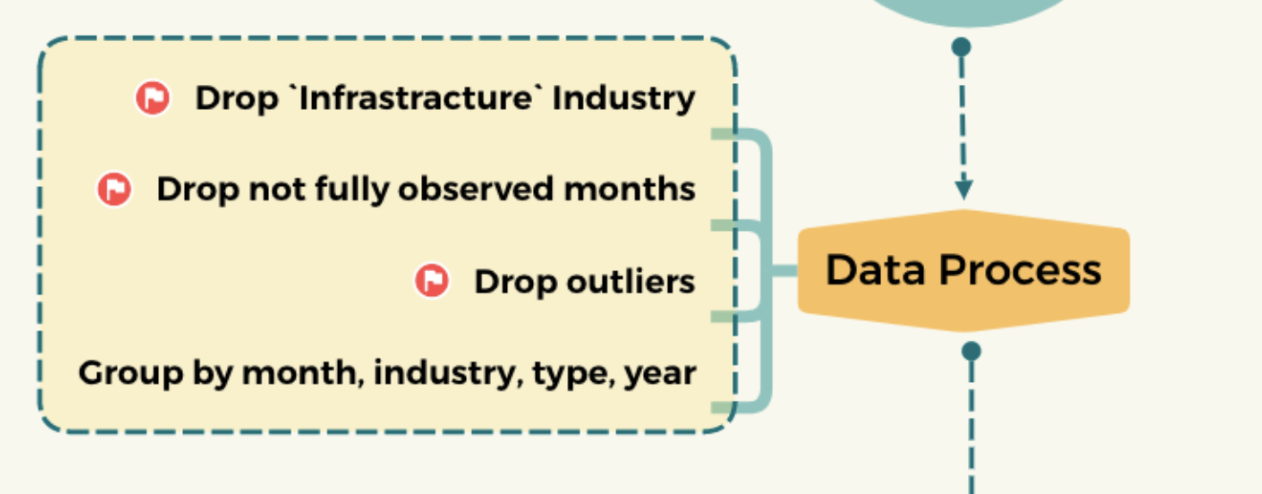 Drop `Infrastracture` Industry
Drop not fully observed months
Drop outliers
Group by month, industry, type, year
Data Process